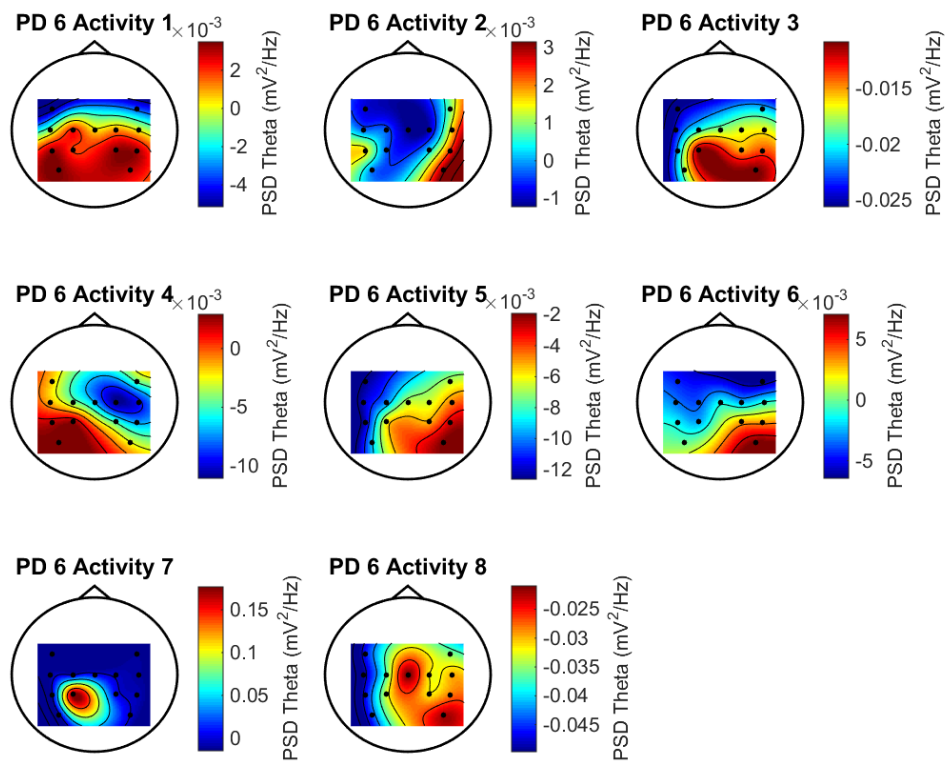 PD 6 Activity 1
×10⁻³
2
0
-2
-4
PSD Theta (mV²/Hz)
PD 6 Activity 2
×10⁻³
3
2
1
0
-1
PSD Theta (mV²/Hz)
PD 6 Activity 3
-0.015
-0.02
-0.025
PSD Theta (mV²/Hz)
PD 6 Activity 4
×10⁻³
0
-5
-10
PSD Theta (mV²/Hz)
PD 6 Activity 5
×10⁻³
-2
-4
-6
-8
-10
-12
PSD Theta (mV²/Hz)
PD 6 Activity 6
×10⁻³
5
0
-5
PSD Theta (mV²/Hz)
PD 6 Activity 7
0.15
0.1
0.05
0
PSD Theta (mV²/Hz)
PD 6 Activity 8
-0.025
-0.03
-0.035
-0.04
-0.045
PSD Theta (mV²/Hz)